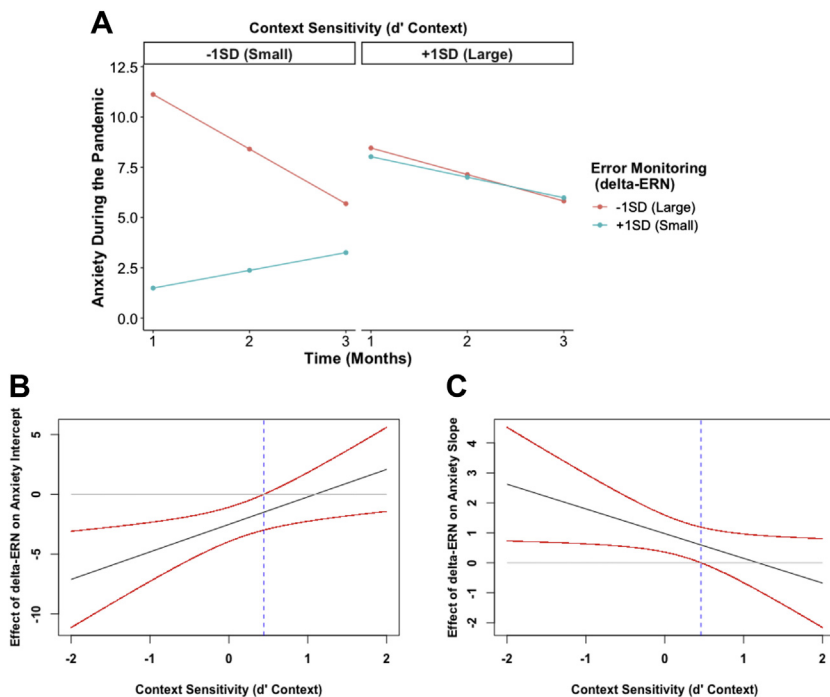 A
Context Sensitivity (d' Context)
-1SD (Small)
+1SD (Large)
12.5
10.0
7.5
5.0
2.5
0.0
Anxiety During the Pandemic
1 2 3
1 2 3
Time (Months)
Error Monitoring
(delta-ERN)
-1SD (Large)
+1SD (Small)
B
Effect of delta-ERN on Anxiety Intercept
5
0
-5
-10
-2 -1 0 1 2
Context Sensitivity (d' Context)
C
Effect of delta-ERN on Anxiety Slope
4
3
2
1
0
-1
-2
-2 -1 0 1 2
Context Sensitivity (d' Context)